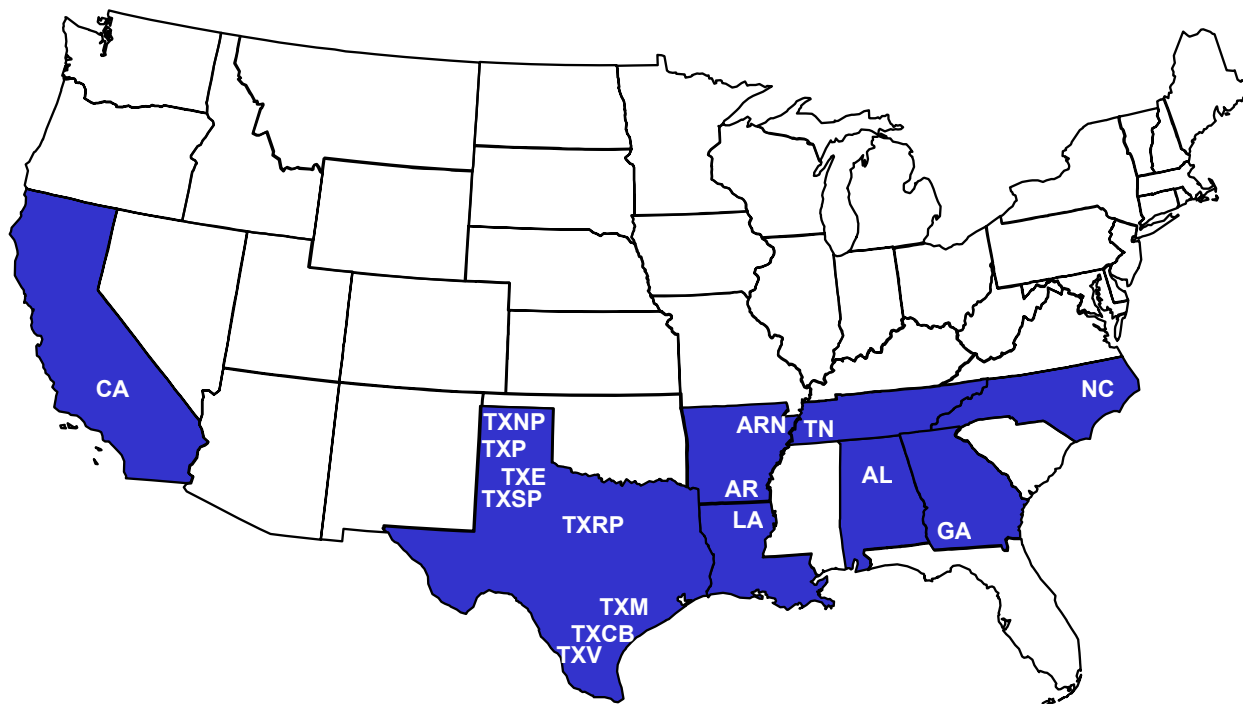 CA
NC
TXNP
ARN
TN
TXP
TXE
AL
AR
TXSP
LA
TXRP
GA
TXM
TXCB
TXV